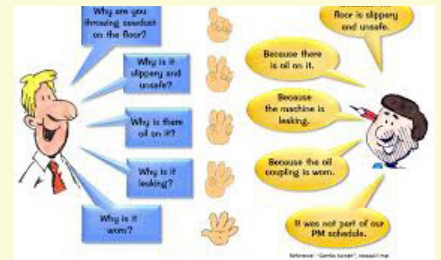 Why are you
throwing sawdust
on the floor?
floor is slippery
and unsafe.
Why is it
slippery and
unsafe?
Because there
is oil on it.
Why is there
oil on it?
Because
the machine is
leaking.
Why is it
leaking?
Because the oil
coupling is worn.
Why is it
worn?
It was not part of our
PM schedule.
Reference: "Gemba Kaizen",